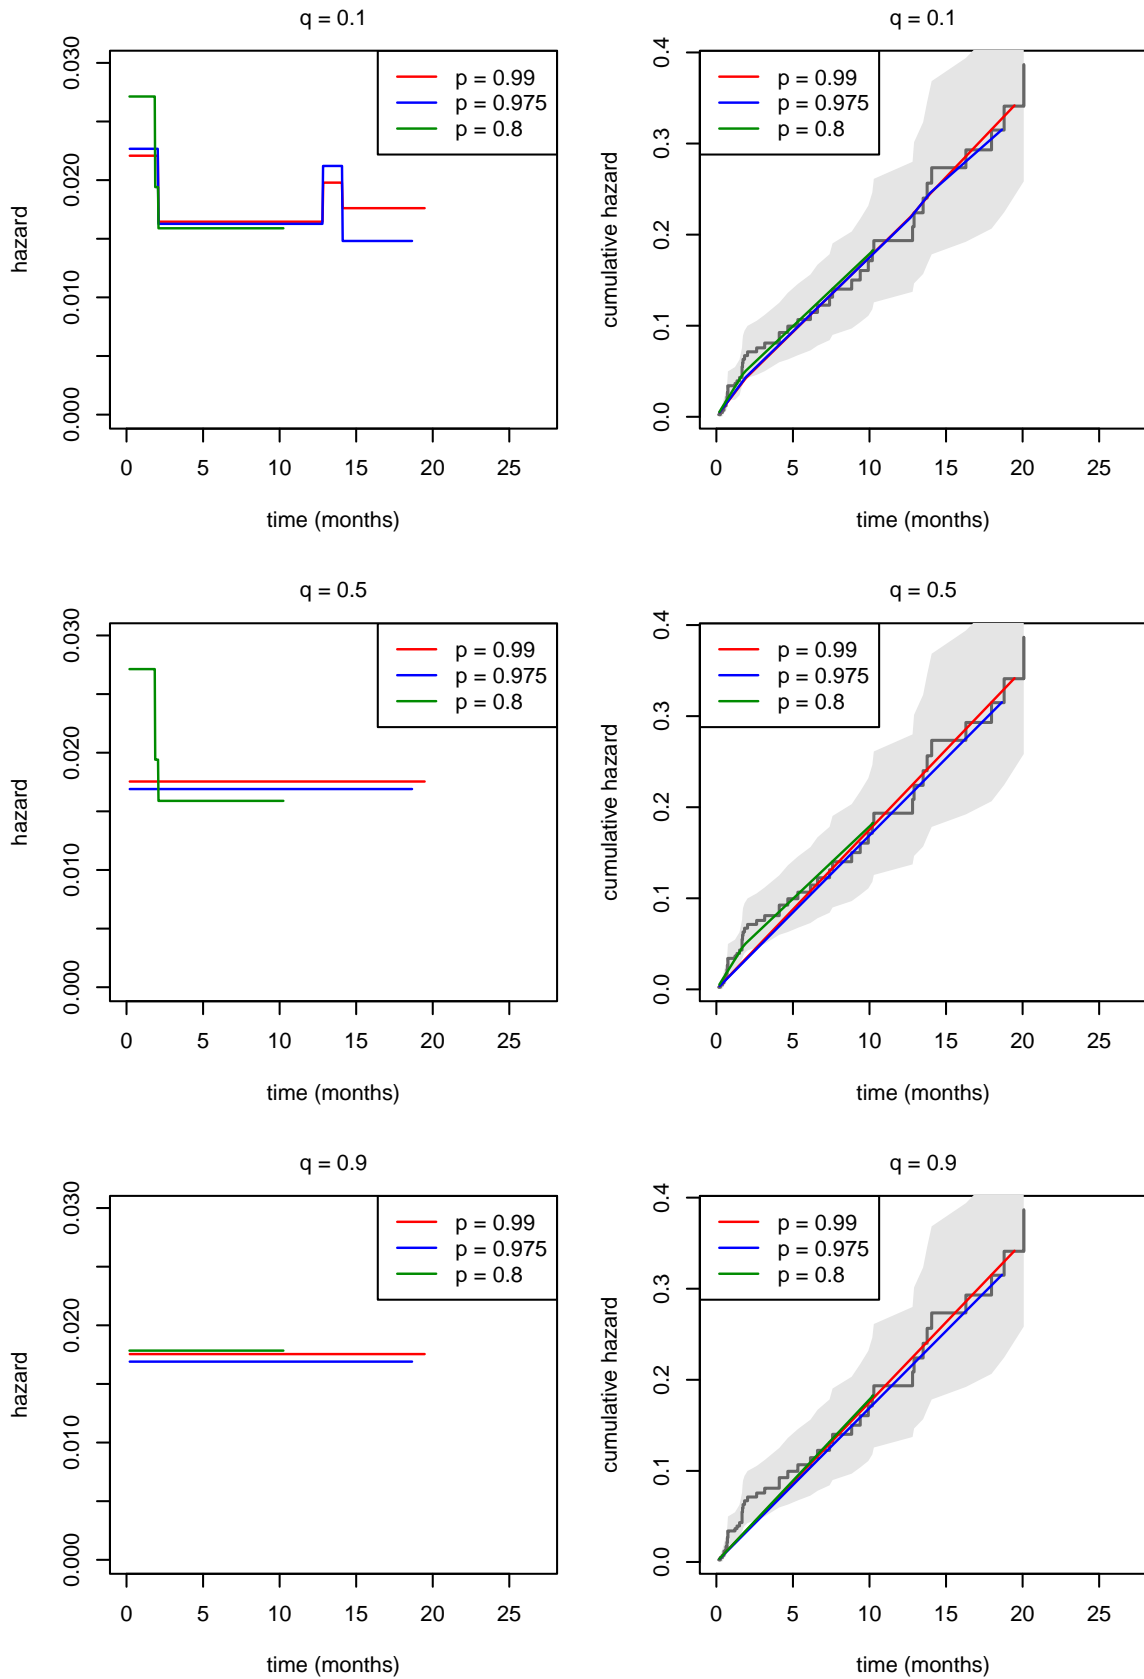 q = 0.1
hazard
0.000 0.010 0.020 0.030
p = 0.99
p = 0.975
p = 0.8
0 5 10 15 20 25
time (months)
q = 0.1
cumulative hazard
0.0 0.1 0.2 0.3 0.4
p = 0.99
p = 0.975
p = 0.8
0 5 10 15 20 25
time (months)
q = 0.5
hazard
0.000 0.010 0.020 0.030
p = 0.99
p = 0.975
p = 0.8
0 5 10 15 20 25
time (months)
q = 0.5
cumulative hazard
0.0 0.1 0.2 0.3 0.4
p = 0.99
p = 0.975
p = 0.8
0 5 10 15 20 25
time (months)
q = 0.9
hazard
0.000 0.010 0.020 0.030
p = 0.99
p = 0.975
p = 0.8
0 5 10 15 20 25
time (months)
q = 0.9
cumulative hazard
0.0 0.1 0.2 0.3 0.4
p = 0.99
p = 0.975
p = 0.8
0 5 10 15 20 25
time (months)